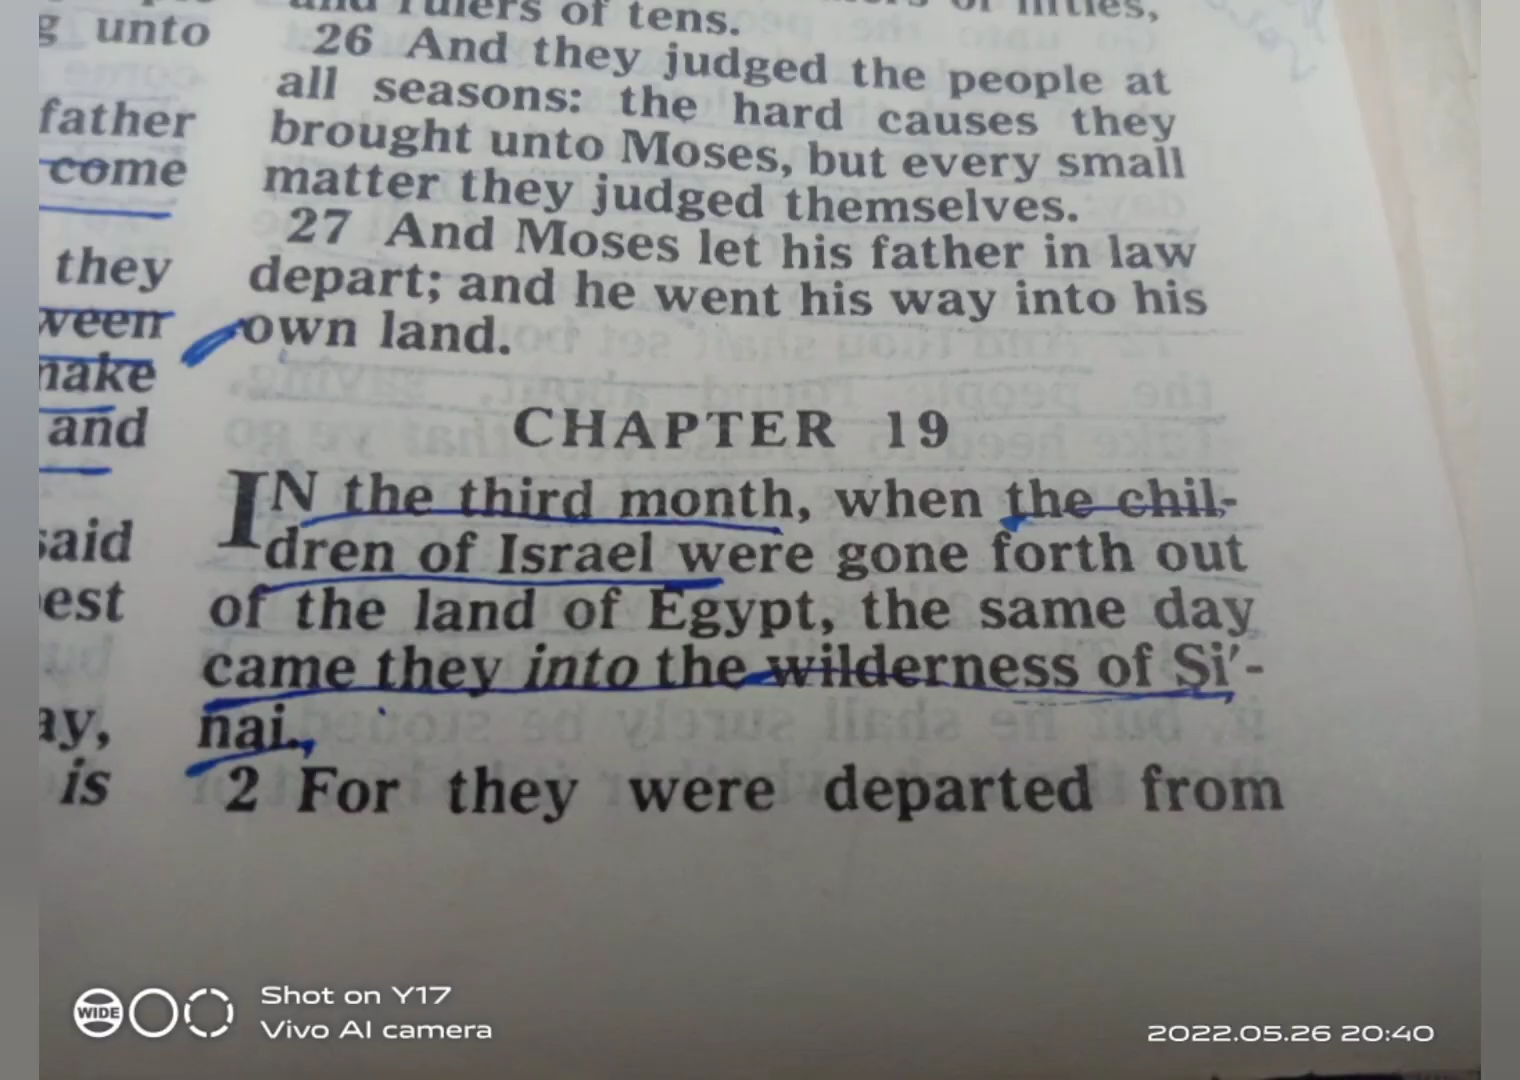 g unto
father
come
they
ween
make
and
said
est
ay,
is
and rulers of tens.
26 And they judged the people at
all seasons: the hard causes they
brought unto Moses, but every small
matter they judged themselves.
27 And Moses let his father in law
depart; and he went his way into his
own land.
CHAPTER 19
IN the third month, when the chil-
dren of Israel were gone forth out
of the land of Egypt, the same day
came they into the wilderness of Si′-
nai.
2 For they were departed from
WIDE
Shot on Y17
Vivo AI camera
2022.05.26 20:40